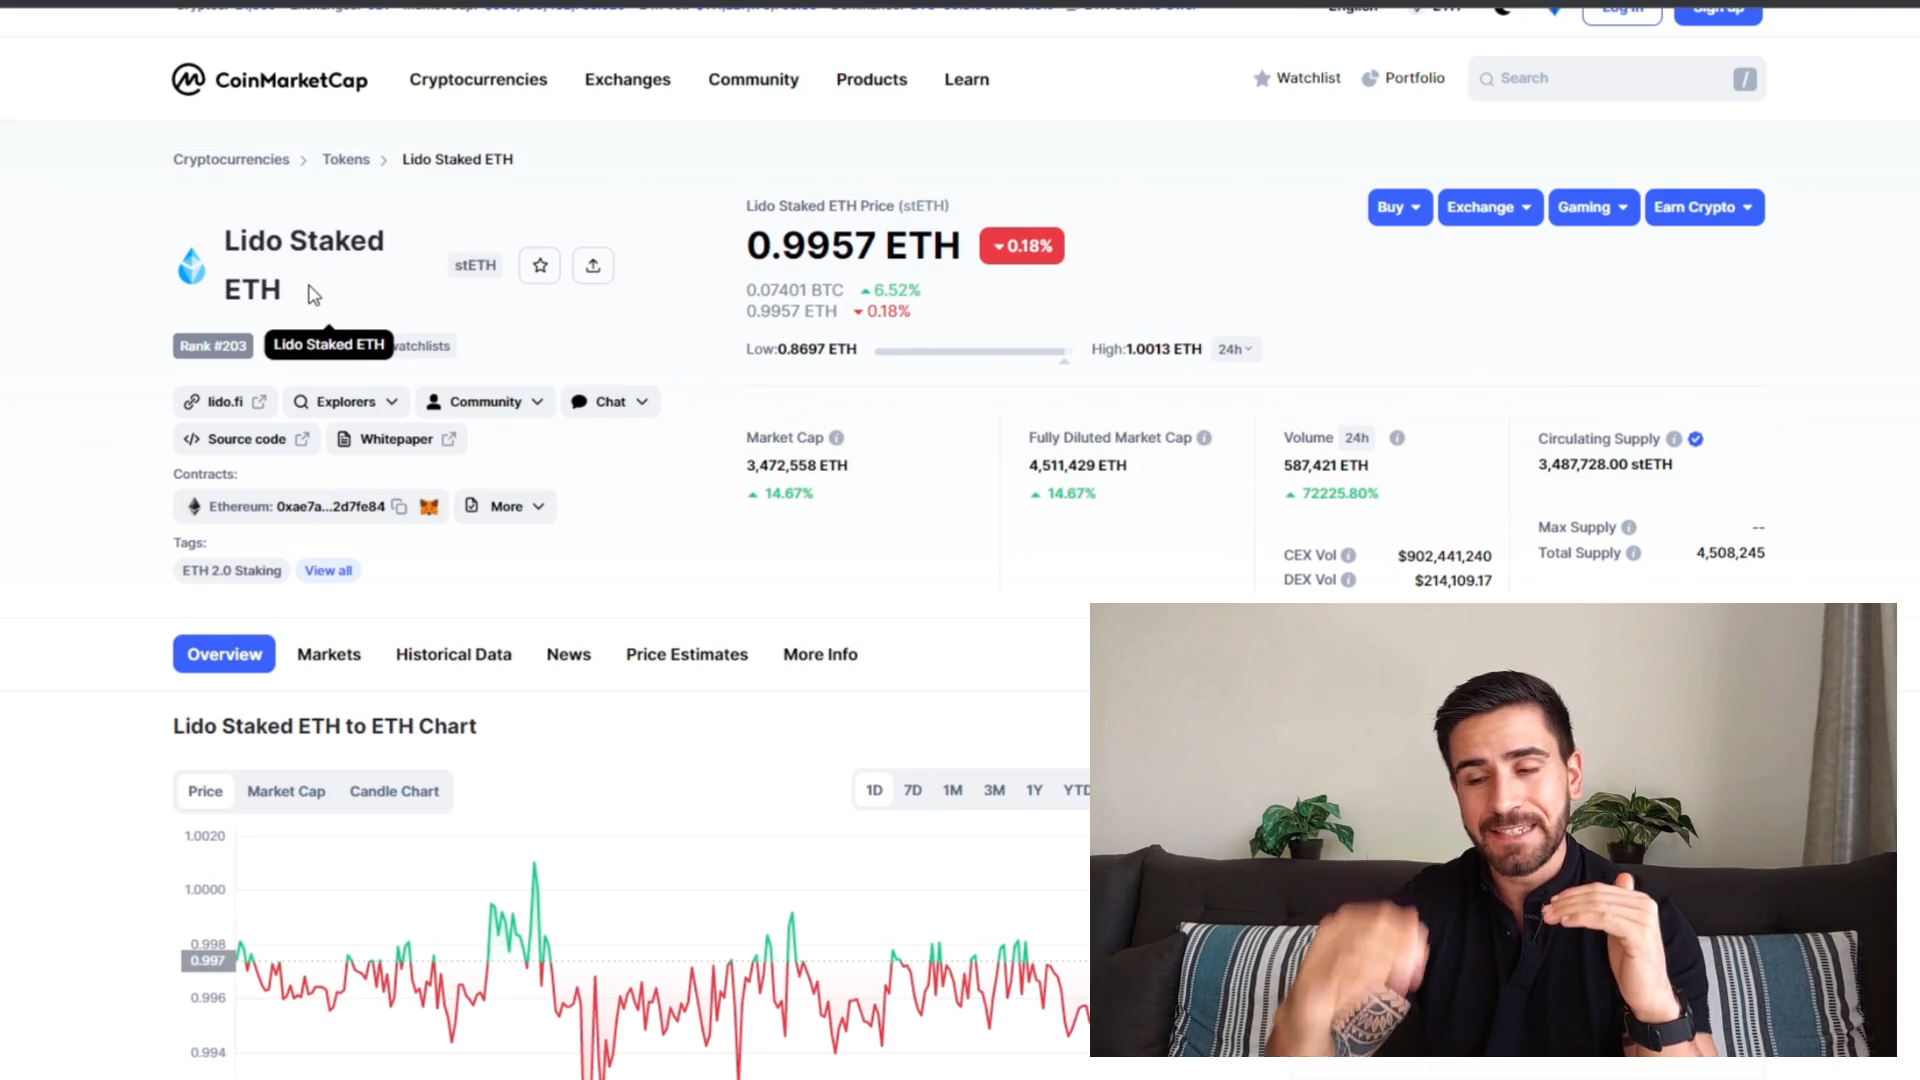 English
ETH
Log In
Sign up
CoinMarketCap
Cryptocurrencies
Exchanges
Community
Products
Learn
Watchlist
Portfolio
Search
/
Cryptocurrencies > Tokens > Lido Staked ETH
Lido Staked
ETH
stETH
Rank #203
Lido Staked ETH
watchlists
lido.fi
Explorers
Community
Chat
Source code
Whitepaper
Contracts:
Ethereum: 0xae7a...2d7fe84
More
Tags:
ETH 2.0 Staking
View all
Lido Staked ETH Price (stETH)
0.9957 ETH
0.18%
0.07401 BTC 6.52%
0.9957 ETH 0.18%
Low:0.8697 ETH
High:1.0013 ETH
24h
Buy
Exchange
Gaming
Earn Crypto
Market Cap
3,472,558 ETH
14.67%
Fully Diluted Market Cap
4,511,429 ETH
14.67%
Volume 24h
587,421 ETH
72225.80%
CEX Vol $902,441,240
DEX Vol $214,109.17
Circulating Supply
3,487,728.00 stETH
Max Supply --
Total Supply 4,508,245
Overview
Markets
Historical Data
News
Price Estimates
More Info
Lido Staked ETH to ETH Chart
Price
Market Cap
Candle Chart
1D
7D
1M
3M
1Y
YTD
1.0020
1.0000
0.998
0.997
0.996
0.994